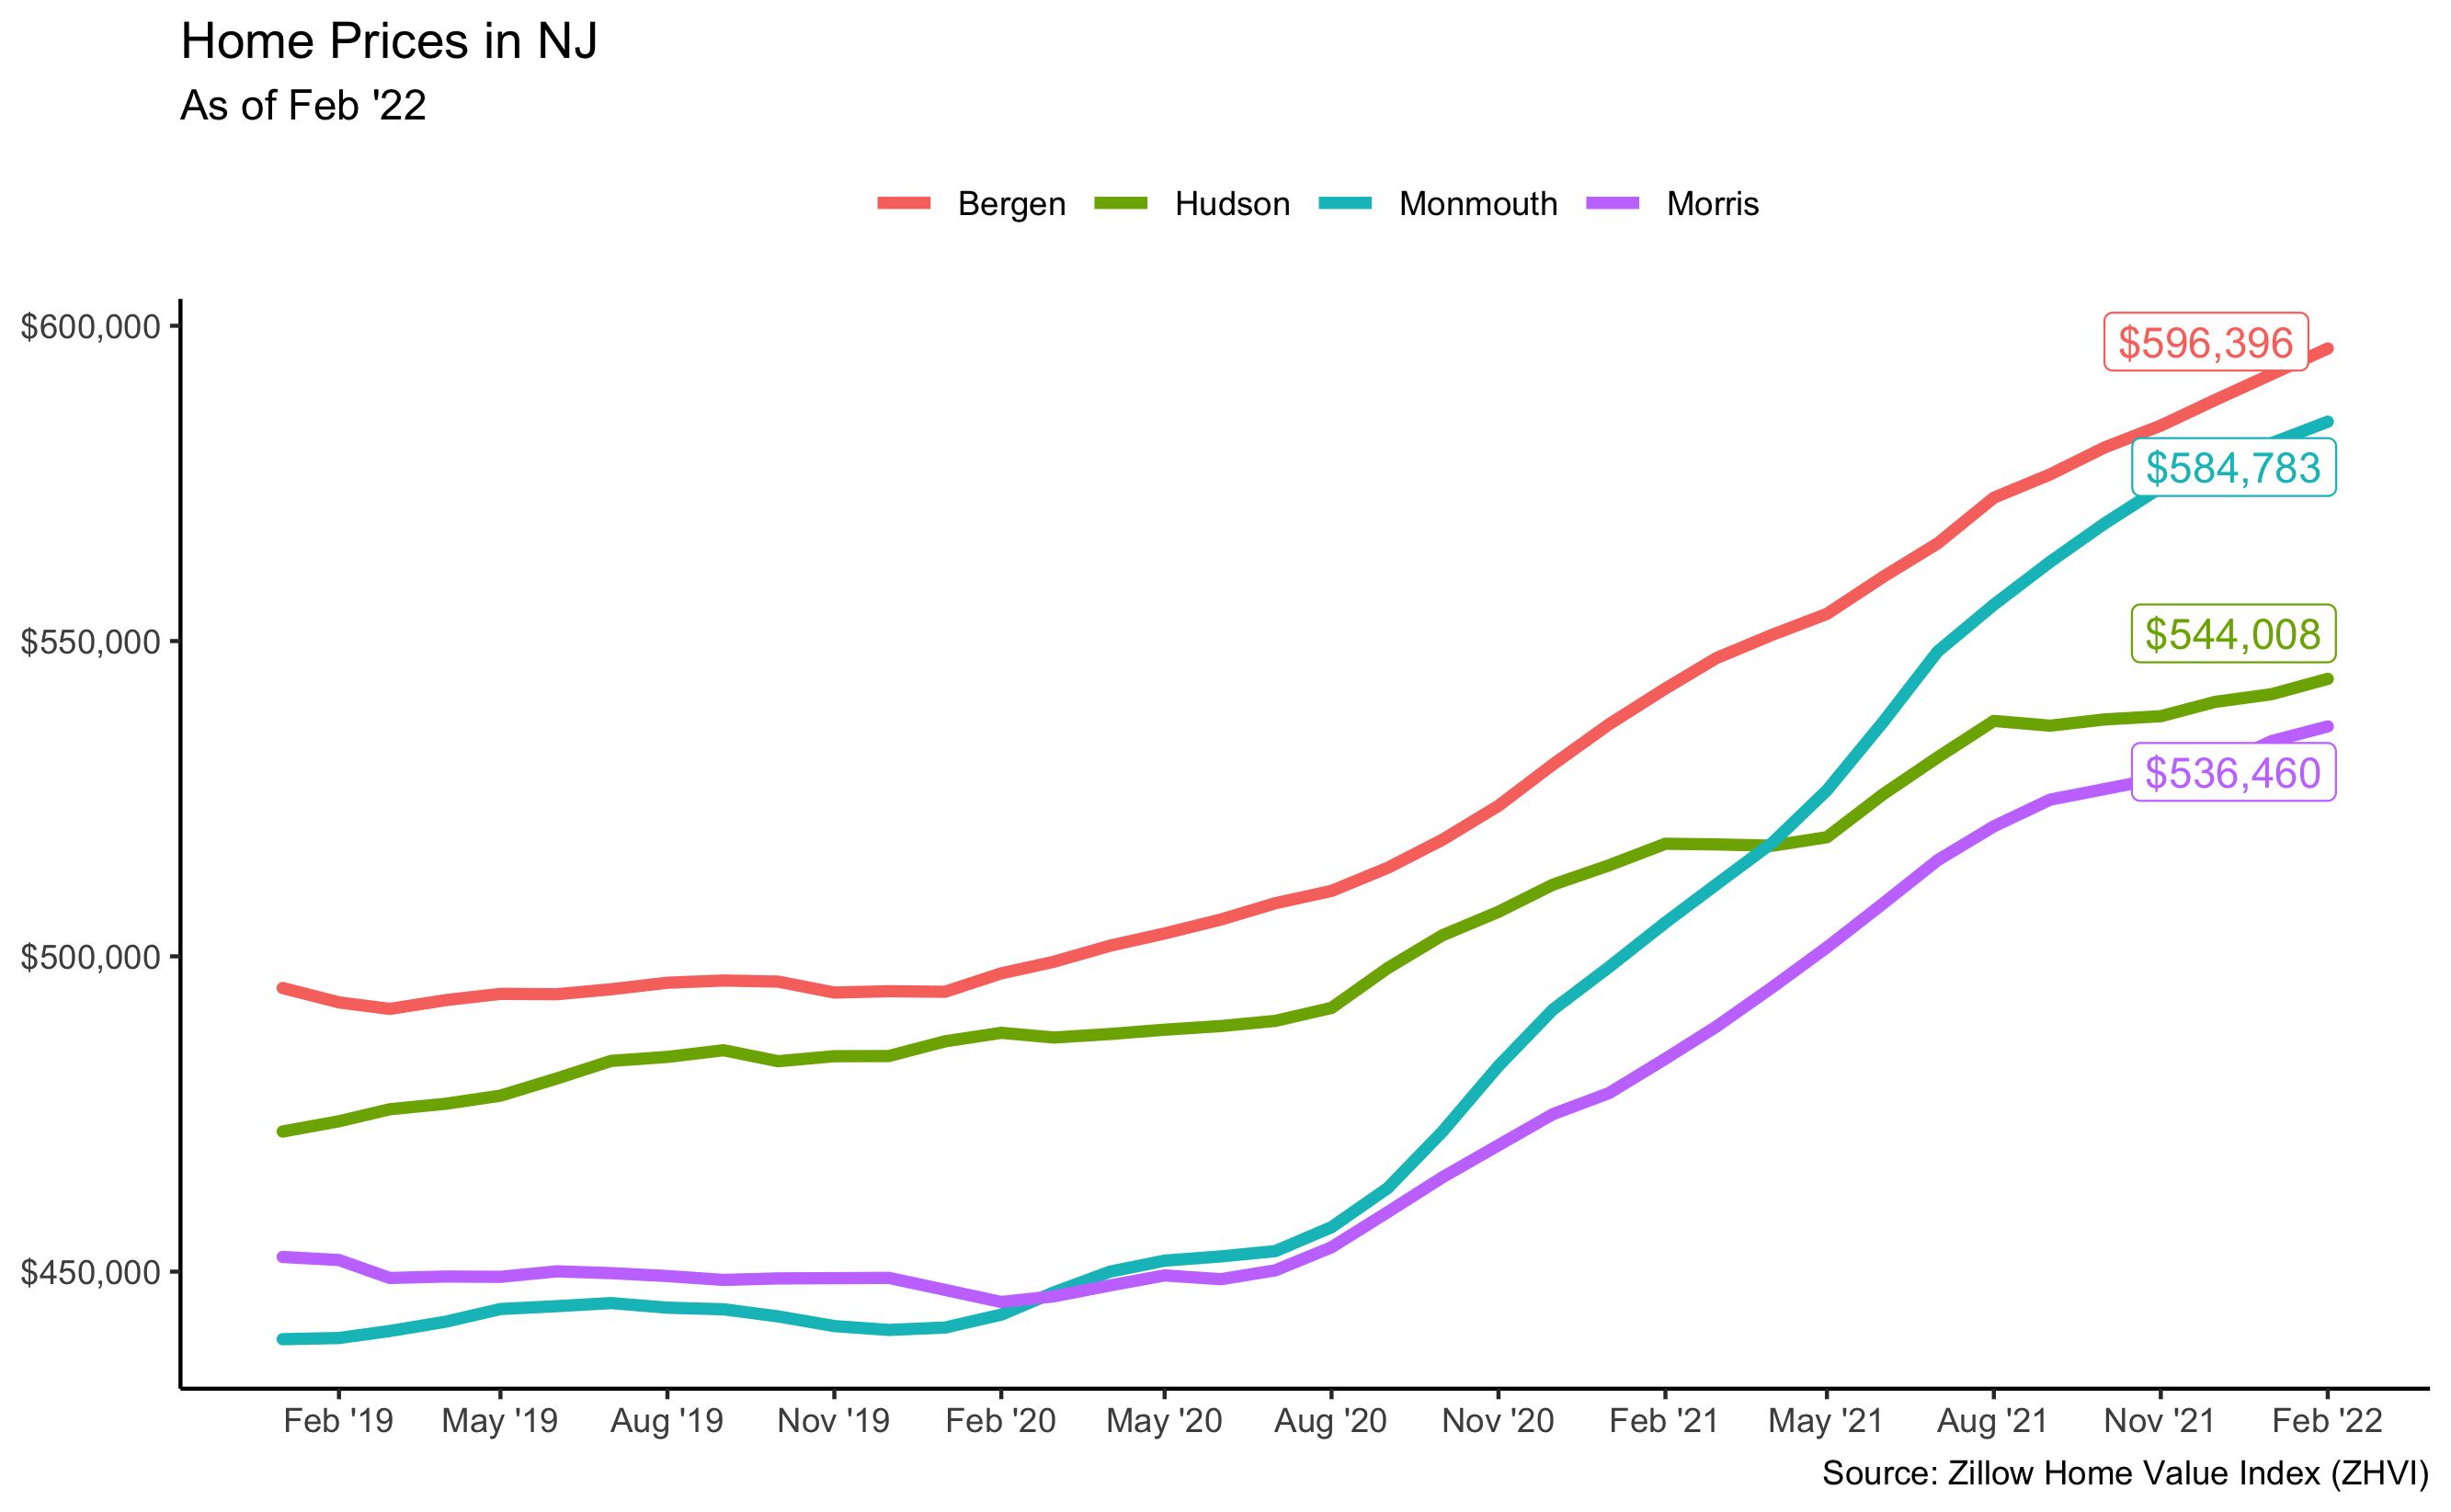 Home Prices in NJ
As of Feb '22
Bergen Hudson Monmouth Morris
$600,000
$550,000
$500,000
$450,000
$596,396
$584,783
$544,008
$536,460
Feb '19 May '19 Aug '19 Nov '19 Feb '20 May '20 Aug '20 Nov '20 Feb '21 May '21 Aug '21 Nov '21 Feb '22
Source: Zillow Home Value Index (ZHVI)